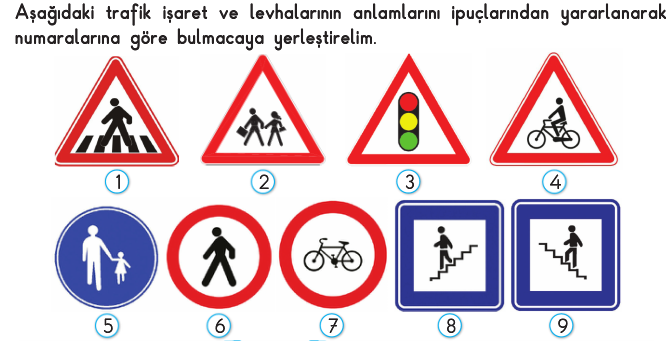 Aşağıdaki trafik işaret ve levhalarının anlamlarını ipuçlarından yararlanarak
numaralarına göre bulmacaya yerleştirelim.
1 2 3 4
5 6 7 8 9